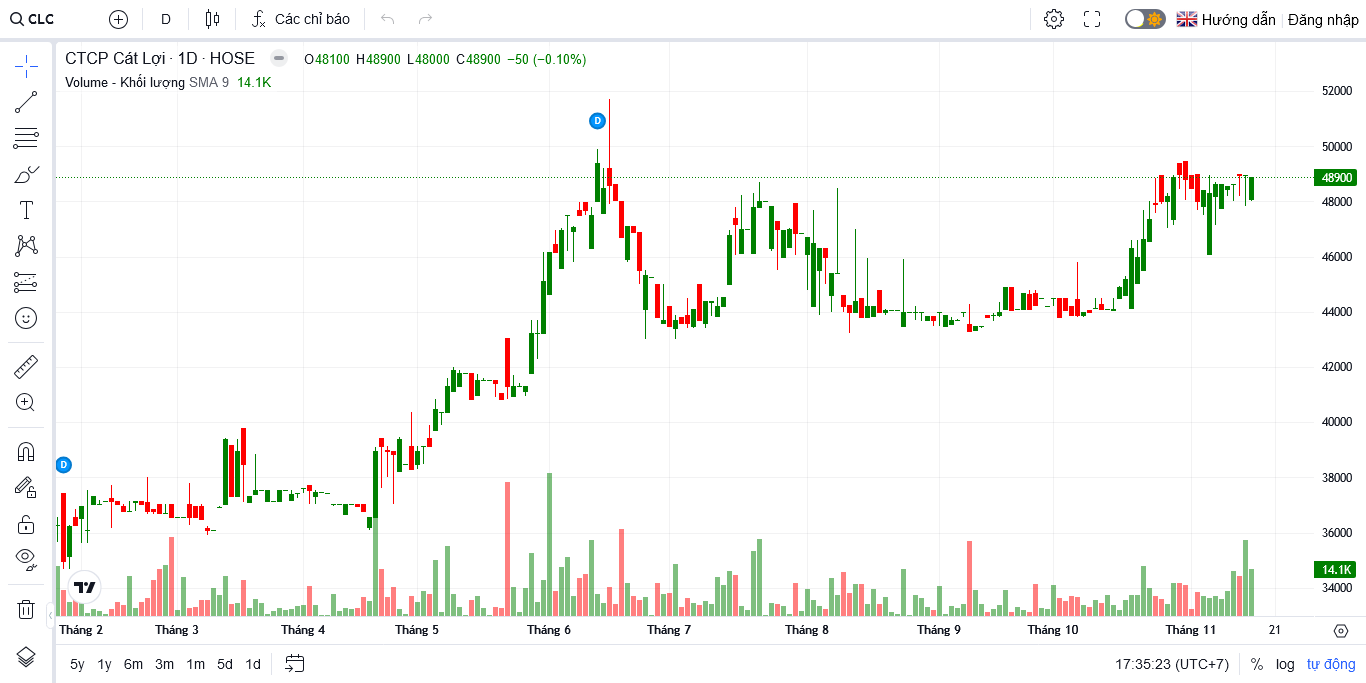 CLC D Các chỉ báo Hướng dẫn Đăng nhập
CTCP Cát Lợi · 1D · HOSE O48100 H48900 L48000 C48900 −50 (−0.10%)
Volume - Khối lượng SMA 9 14.1K
52000
D
50000
48900
48000
46000
44000
42000
40000
D
38000
36000
14.1K
34000
Tháng 2 Tháng 3 Tháng 4 Tháng 5 Tháng 6 Tháng 7 Tháng 8 Tháng 9 Tháng 10 Tháng 11 21
5y 1y 6m 3m 1m 5d 1d 17:35:23 (UTC+7) % log tự động